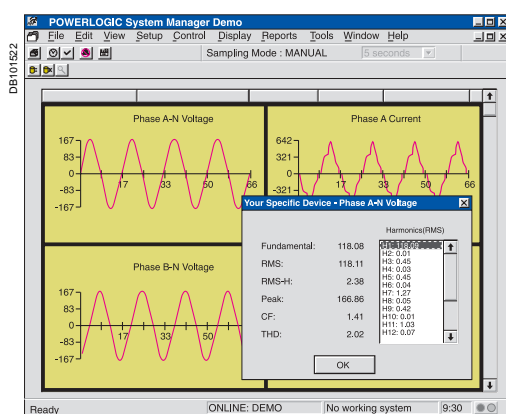 POWERLOGIC System Manager Demo
File Edit View Setup Control Display Reports Tools Window Help
Sampling Mode : MANUAL
5 seconds
DB101522
Phase A-N Voltage
167
83
0
-83
-167
17 33 50 66
Phase A Current
642
321
0
-321
17 33 50 66
Your Specific Device - Phase A-N Voltage
Harmonics(RMS)
Fundamental: 118.08
RMS: 118.11
RMS-H: 2.38
Peak: 166.86
CF: 1.41
THD: 2.02
H1: 118.09
H2: 0.01
H3: 0.45
H4: 0.03
H5: 0.45
H6: 0.04
H7: 1.27
H8: 0.05
H9: 0.42
H10: 0.01
H11: 1.03
H12: 0.07
OK
Phase B-N Voltage
167
83
0
-83
-167
17 33 50
Ready
ONLINE: DEMO
No working system
9:30